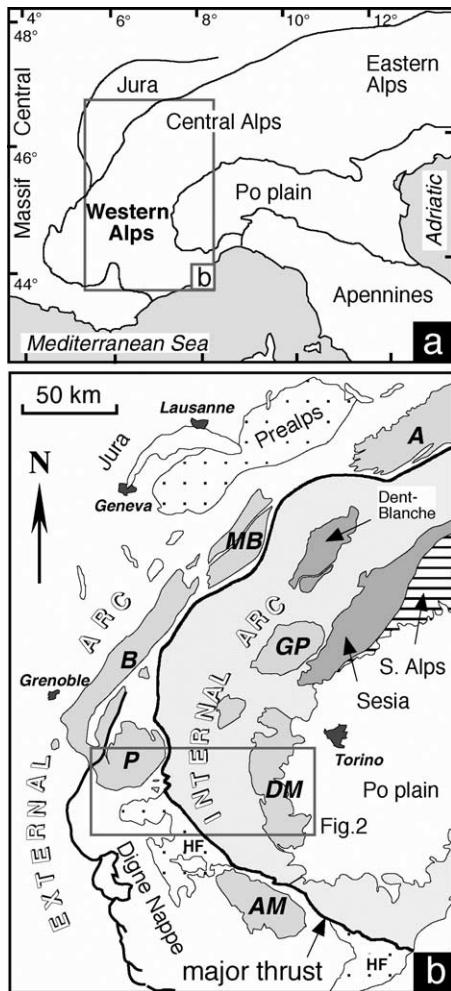 48°
4°
6°
8°
10°
12°
Jura
Eastern
Alps
Central
Massif
Central Alps
46°
Po plain
Western
Alps
Adriatic
44°
b
Apennines
Mediterranean Sea
a
50 km
Lausanne
Prealps
A
N
Jura
Geneva
Dent-
Blanche
MB
ARC
ARC
GP
B
S. Alps
Grenoble
Sesia
INTERNAL
Torino
P
DM
Po plain
EXTERNAL
Fig.2
HF
Digne Nappe
AM
major thrust
HF
b